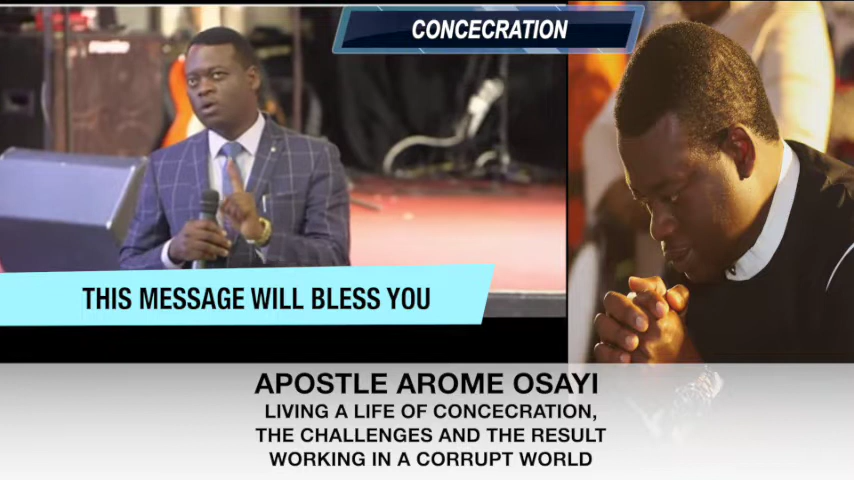 CONCECRATION
THIS MESSAGE WILL BLESS YOU
APOSTLE AROME OSAYI
LIVING A LIFE OF CONCECRATION,
THE CHALLENGES AND THE RESULT
WORKING IN A CORRUPT WORLD